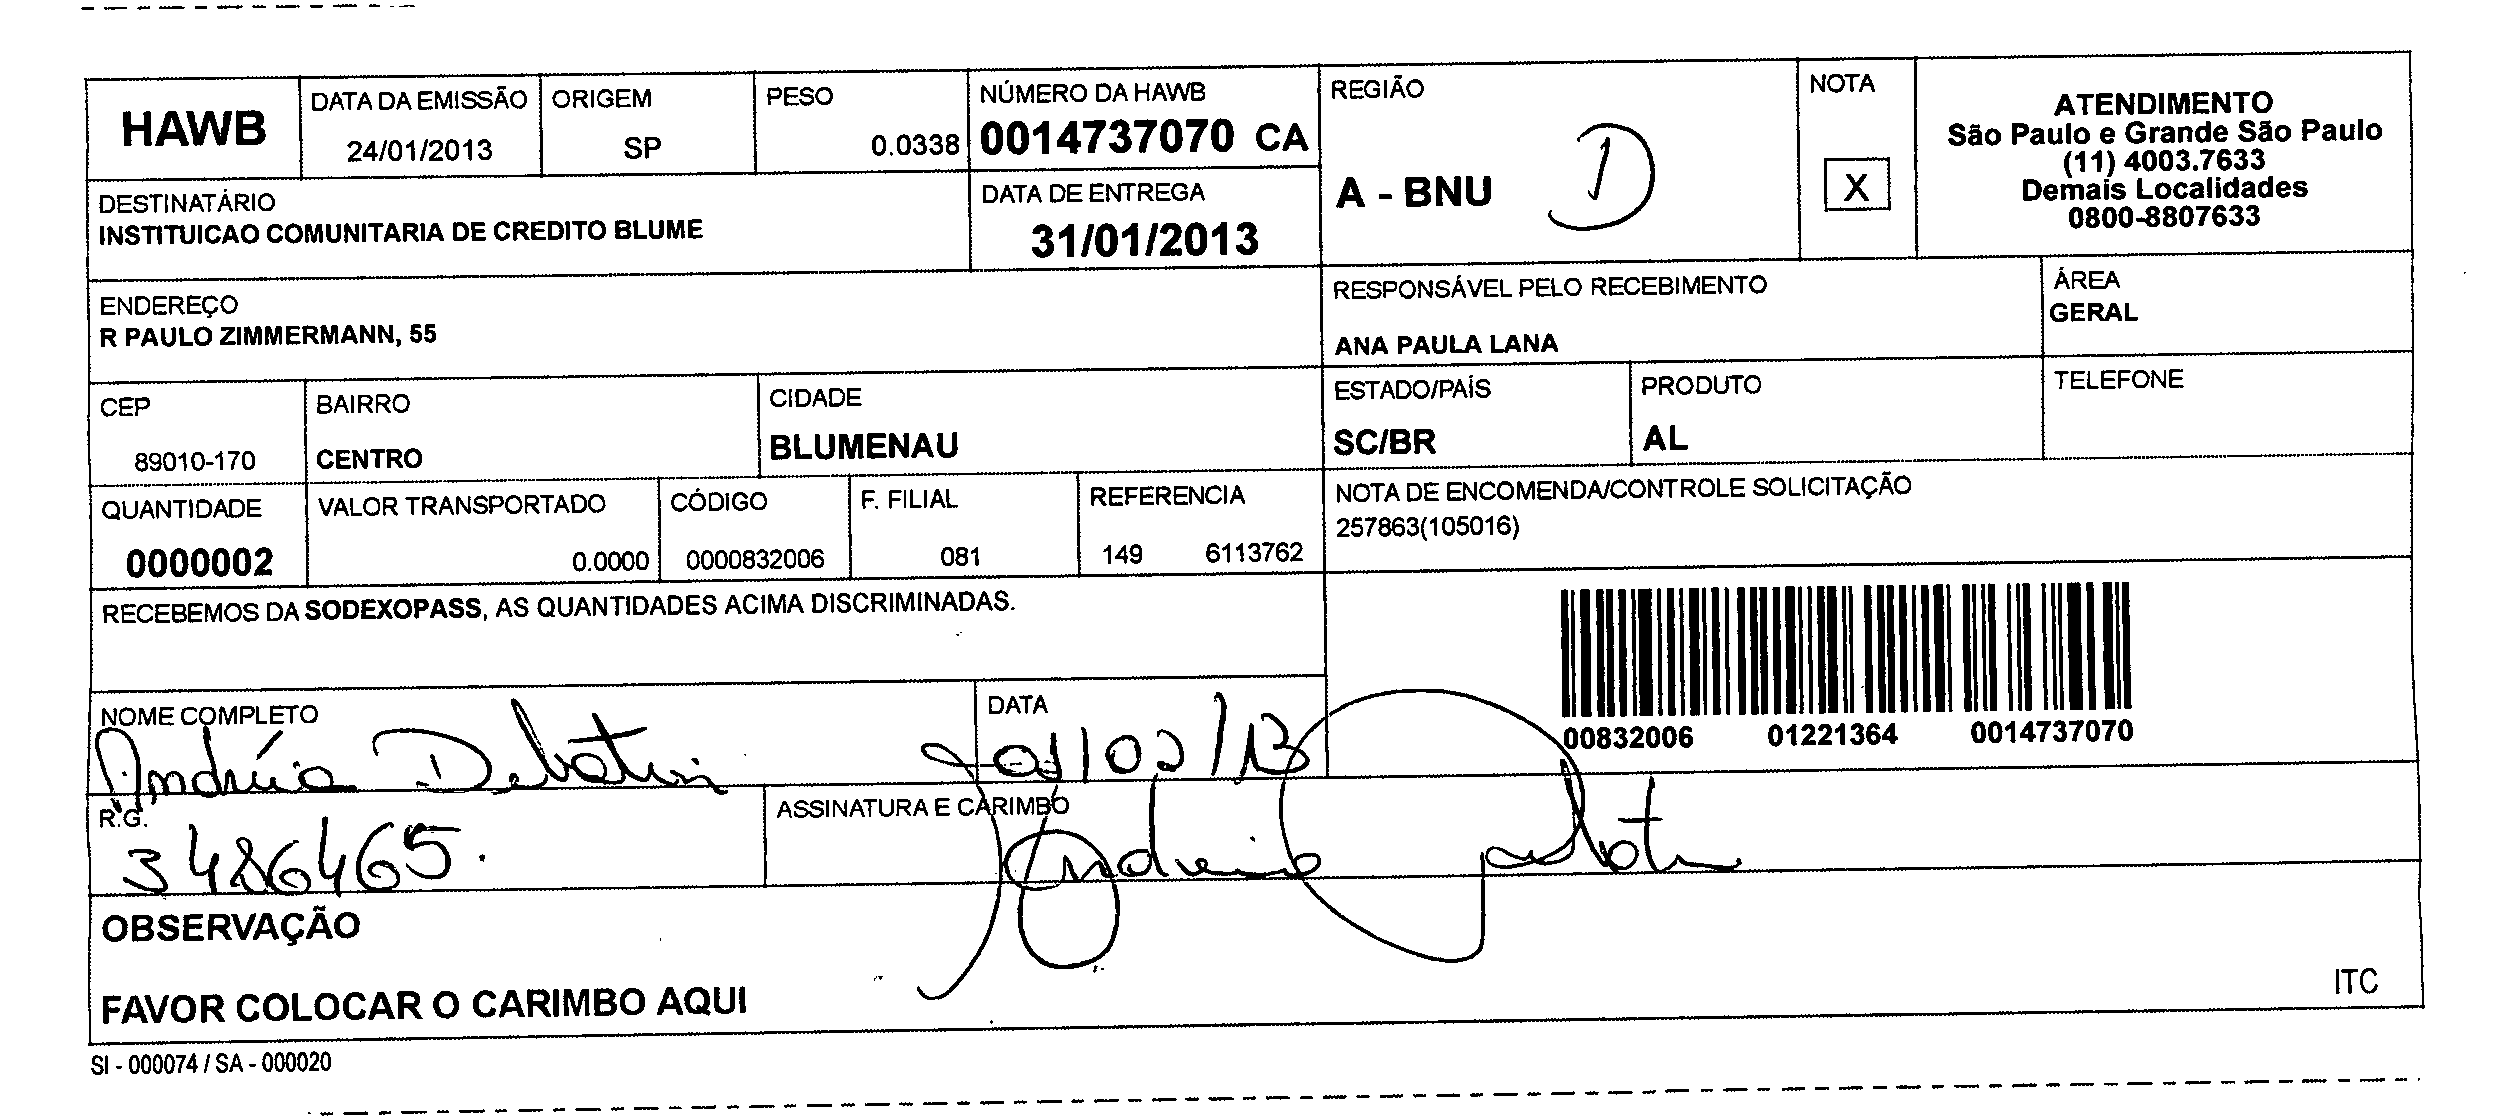 HAWB
DATA DA EMISSÃO
24/01/2013
ORIGEM
SP
PESO
0.0338
NÚMERO DA HAWB
0014737070 CA
REGIÃO
A - BNU
D
NOTA
X
ATENDIMENTO
São Paulo e Grande São Paulo
(11) 4003.7633
Demais Localidades
0800-8807633
DESTINATÁRIO
INSTITUICAO COMUNITARIA DE CREDITO BLUME
DATA DE ENTREGA
31/01/2013
ENDEREÇO
R PAULO ZIMMERMANN, 55
RESPONSÁVEL PELO RECEBIMENTO
ANA PAULA LANA
ÁREA
GERAL
CEP
89010-170
BAIRRO
CENTRO
CIDADE
BLUMENAU
ESTADO/PAÍS
SC/BR
PRODUTO
AL
TELEFONE
QUANTIDADE
0000002
VALOR TRANSPORTADO
0.0000
CÓDIGO
0000832006
F. FILIAL
081
REFERENCIA
149 6113762
NOTA DE ENCOMENDA/CONTROLE SOLICITAÇÃO
257863(105016)
RECEBEMOS DA SODEXOPASS, AS QUANTIDADES ACIMA DISCRIMINADAS.
00832006 01221364 0014737070
NOME COMPLETO
Andréia Debatin
DATA
01/02/13
R.G.
3486465.
ASSINATURA E CARIMBO
Andreia
OBSERVAÇÃO
FAVOR COLOCAR O CARIMBO AQUI
ITC
SI - 000074 / SA - 000020